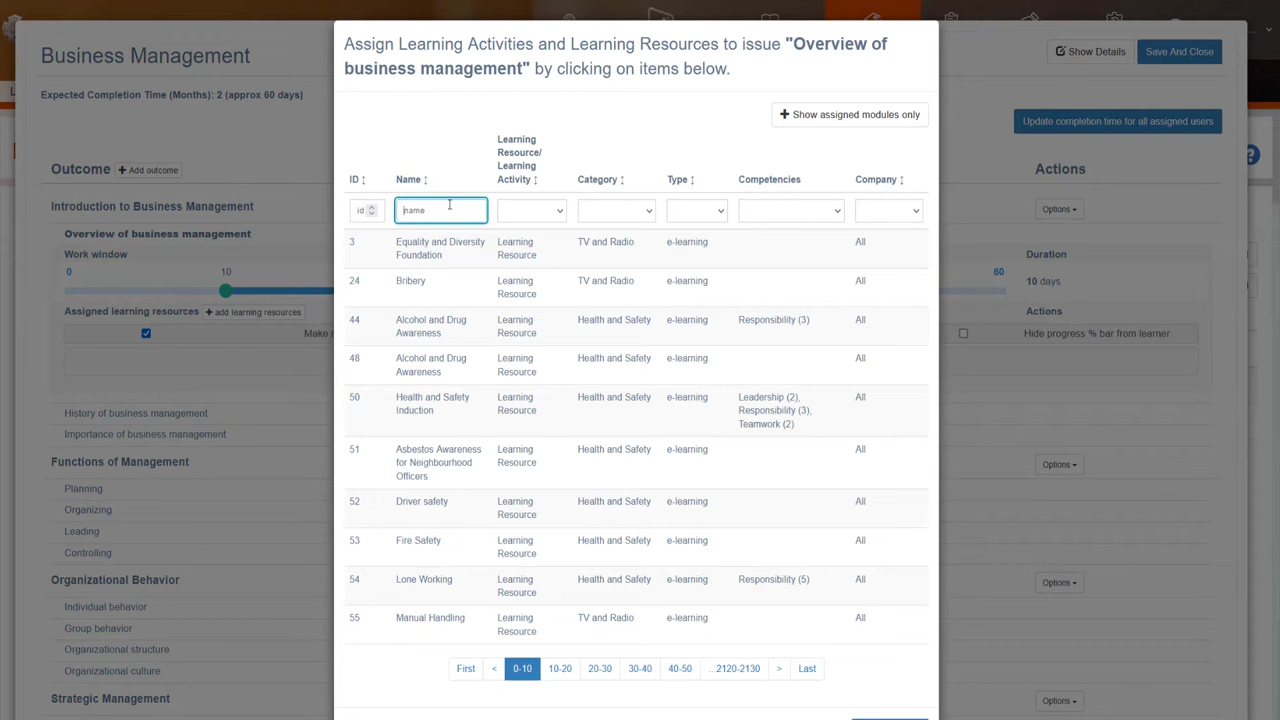 Assign Learning Activities and Learning Resources to issue "Overview of
business management" by clicking on items below.
Business Management
Show Details
Save And Close
Expected Completion Time (Months): 2 (approx 60 days)
Show assigned modules only
Update completion time for all assigned users
Outcome
Add outcome
Actions
Learning
Resource/
Learning
ID
Name
Activity
Category
Type
Competencies
Company
Introduction to Business Management
Options
id
name
Overview of business management
Work window
Duration
0
10
60
10 days
Assigned learning resources
add learning resources
Actions
Make
Hide progress % bar from learner
3
Equality and Diversity
Foundation
Learning
Resource
TV and Radio
e-learning
All
24
Bribery
Learning
Resource
TV and Radio
e-learning
All
44
Alcohol and Drug
Awareness
Learning
Resource
Health and Safety
e-learning
Responsibility (3)
All
48
Alcohol and Drug
Awareness
Learning
Resource
Health and Safety
e-learning
All
50
Health and Safety
Induction
Learning
Resource
Health and Safety
e-learning
Leadership (2),
Responsibility (3),
Teamwork (2)
All
51
Asbestos Awareness
for Neighbourhood
Officers
Learning
Resource
Health and Safety
e-learning
All
52
Driver safety
Learning
Resource
Health and Safety
e-learning
All
53
Fire Safety
Learning
Resource
Health and Safety
e-learning
All
54
Lone Working
Learning
Resource
Health and Safety
e-learning
Responsibility (5)
All
55
Manual Handling
Learning
Resource
TV and Radio
e-learning
All
First
<
0-10
10-20
20-30
30-40
40-50
...2120-2130
>
Last
History of business management
Importance of business management
Functions of Management
Options
Planning
Organizing
Leading
Controlling
Organizational Behavior
Options
Individual behavior
Group behavior
Organizational structure
Organizational culture
Strategic Management
Options